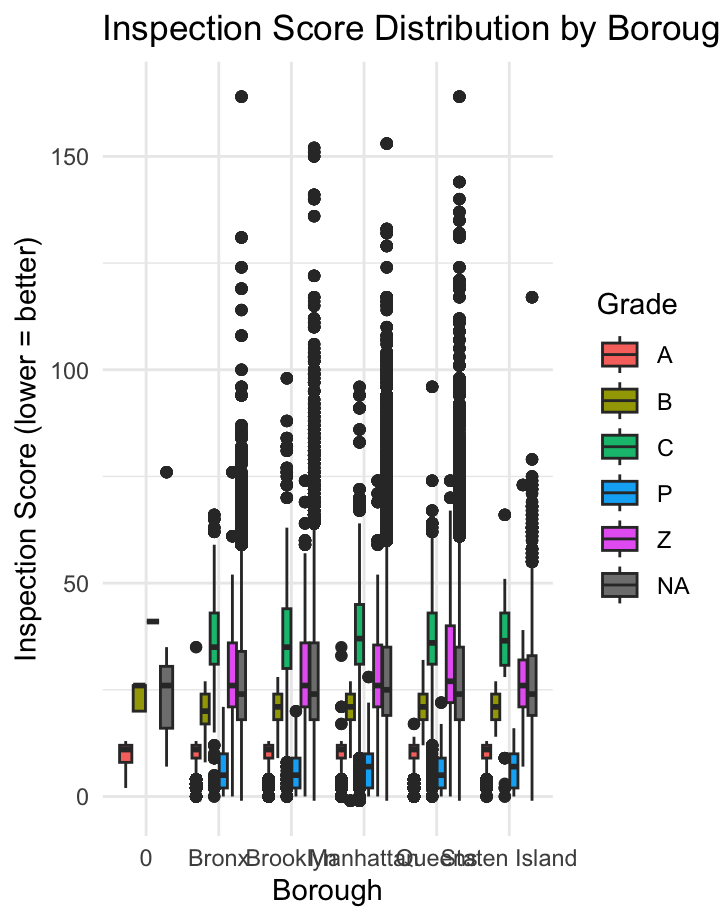 Inspection Score Distribution by Boroug
Inspection Score (lower = better)
150
100
50
0
0 Bronx Brooklyn Manhattan Queens Staten Island
Borough
Grade
A
B
C
P
Z
NA